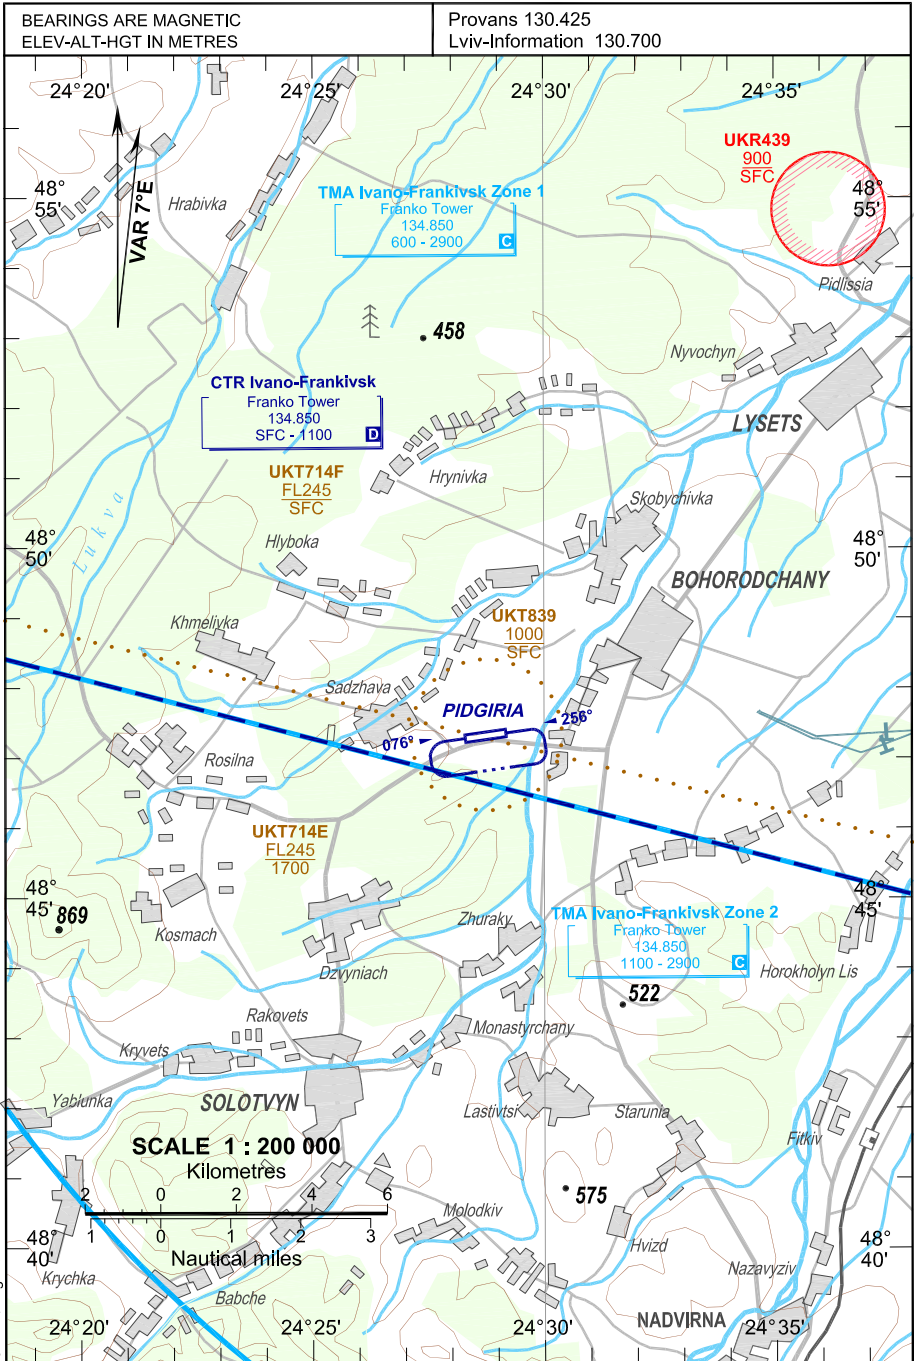 BEARINGS ARE MAGNETIC
ELEV-ALT-HGT IN METRES
Provans 130.425
Lviv-Information 130.700
24°20'
24°25'
24°30'
24°35'
UKR439
900
SFC
48°
55'
48°
55'
VAR 7°E
Hrabivka
TMA Ivano-Frankivsk Zone 1
Franko Tower
134.850
600 - 2900
C
Pidlissia
458
Nyvochyn
CTR Ivano-Frankivsk
Franko Tower
134.850
SFC - 1100
D
LYSETS
UKT714F
FL245
SFC
Hrynivka
Skobychivka
Lukva
48°
50'
48°
50'
Hlyboka
BOHORODCHANY
Khmelivka
UKT839
1000
SFC
Sadzhava
PIDGIRIA
256°
076°
Rosilna
UKT714E
FL245
1700
48°
45'
48°
45'
869
Kosmach
Zhuraky
TMA Ivano-Frankivsk Zone 2
Franko Tower
134.850
1100 - 2900
C
Dzvyniach
Horokholyn Lis
522
Rakovets
Monastyrchany
Kryvets
Yablunka
SOLOTVYN
Lastivtsi
Starunia
Fitkiv
SCALE 1 : 200 000
Kilometres
2 0 2 4 6
1 0 1 2 3
Nautical miles
575
Molodkiv
Hvizd
48°
40'
48°
40'
Krychka
Nazavyziv
Babche
NADVIRNA
24°20'
24°25'
24°30'
24°35'